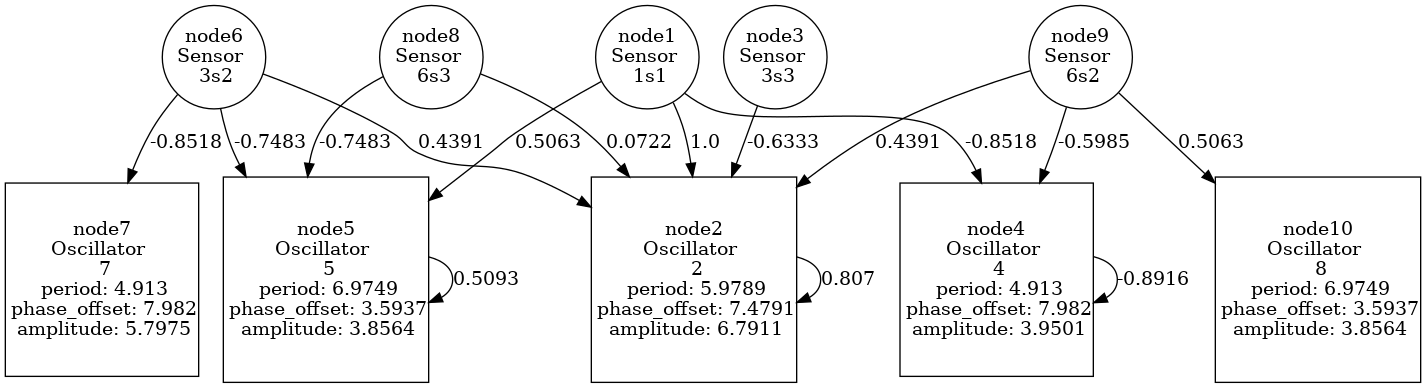 node6
Sensor
3s2
node8
Sensor
6s3
node1
Sensor
1s1
node3
Sensor
3s3
node9
Sensor
6s2
-0.8518
-0.7483
-0.7483
0.4391
0.5063
0.0722
1.0
-0.6333
0.4391
-0.8518
-0.5985
0.5063
node7
Oscillator
7
period: 4.913
phase_offset: 7.982
amplitude: 5.7975
node5
Oscillator
5
period: 6.9749
phase_offset: 3.5937
amplitude: 3.8564
0.5093
node2
Oscillator
2
period: 5.9789
phase_offset: 7.4791
amplitude: 6.7911
0.807
node4
Oscillator
4
period: 4.913
phase_offset: 7.982
amplitude: 3.9501
-0.8916
node10
Oscillator
8
period: 6.9749
phase_offset: 3.5937
amplitude: 3.8564